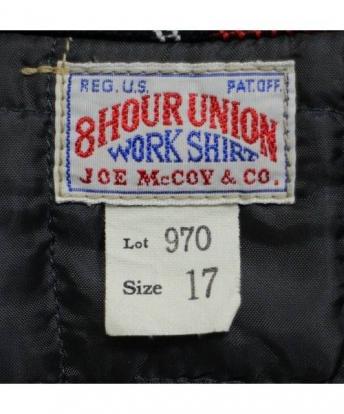 REG. U.S. PAT. OFF.
8 HOUR UNION
WORK SHIRT
JOE McCOY & CO.
Lot 970
Size 17